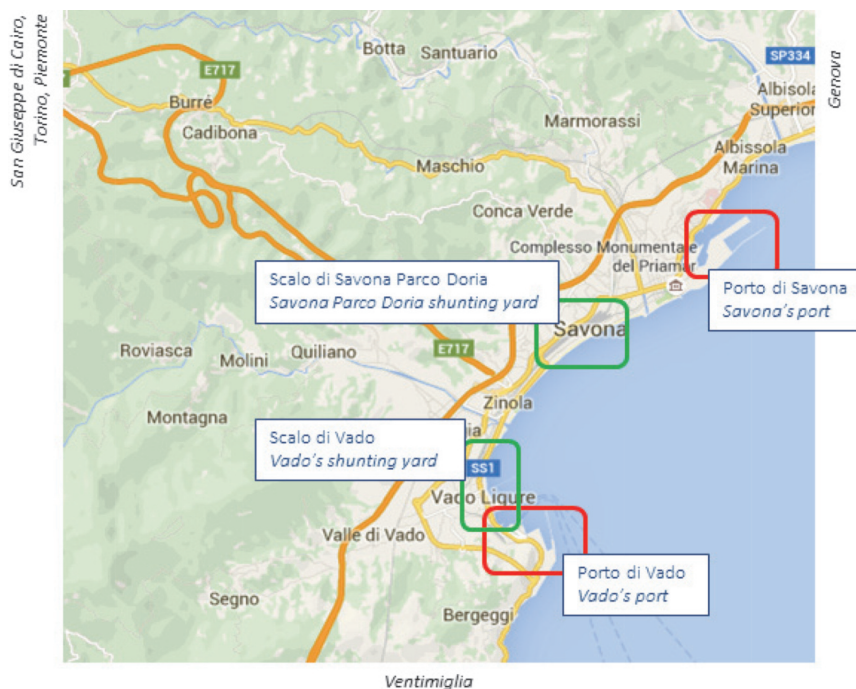 San Giuseppe di Cairo,
Torino, Piemonte
Genova
Botta
Santuario
SP334
E717
Albisola
Superior
Burrè
Cadibona
Marmorassi
Albissola
Marina
Maschio
Conca Verde
Complesso Monumentale
del Priamar
Scalo di Savona Parco Doria
Savona Parco Doria shunting yard
Porto di Savona
Savona's port
Savona
Roviasca
Molini
Quiliano
E717
Montagna
Zinola
Scalo di Vado
Vado's shunting yard
SS1
Vado Ligure
Valle di Vado
Porto di Vado
Vado's port
Segno
Bergeggi
Ventimiglia